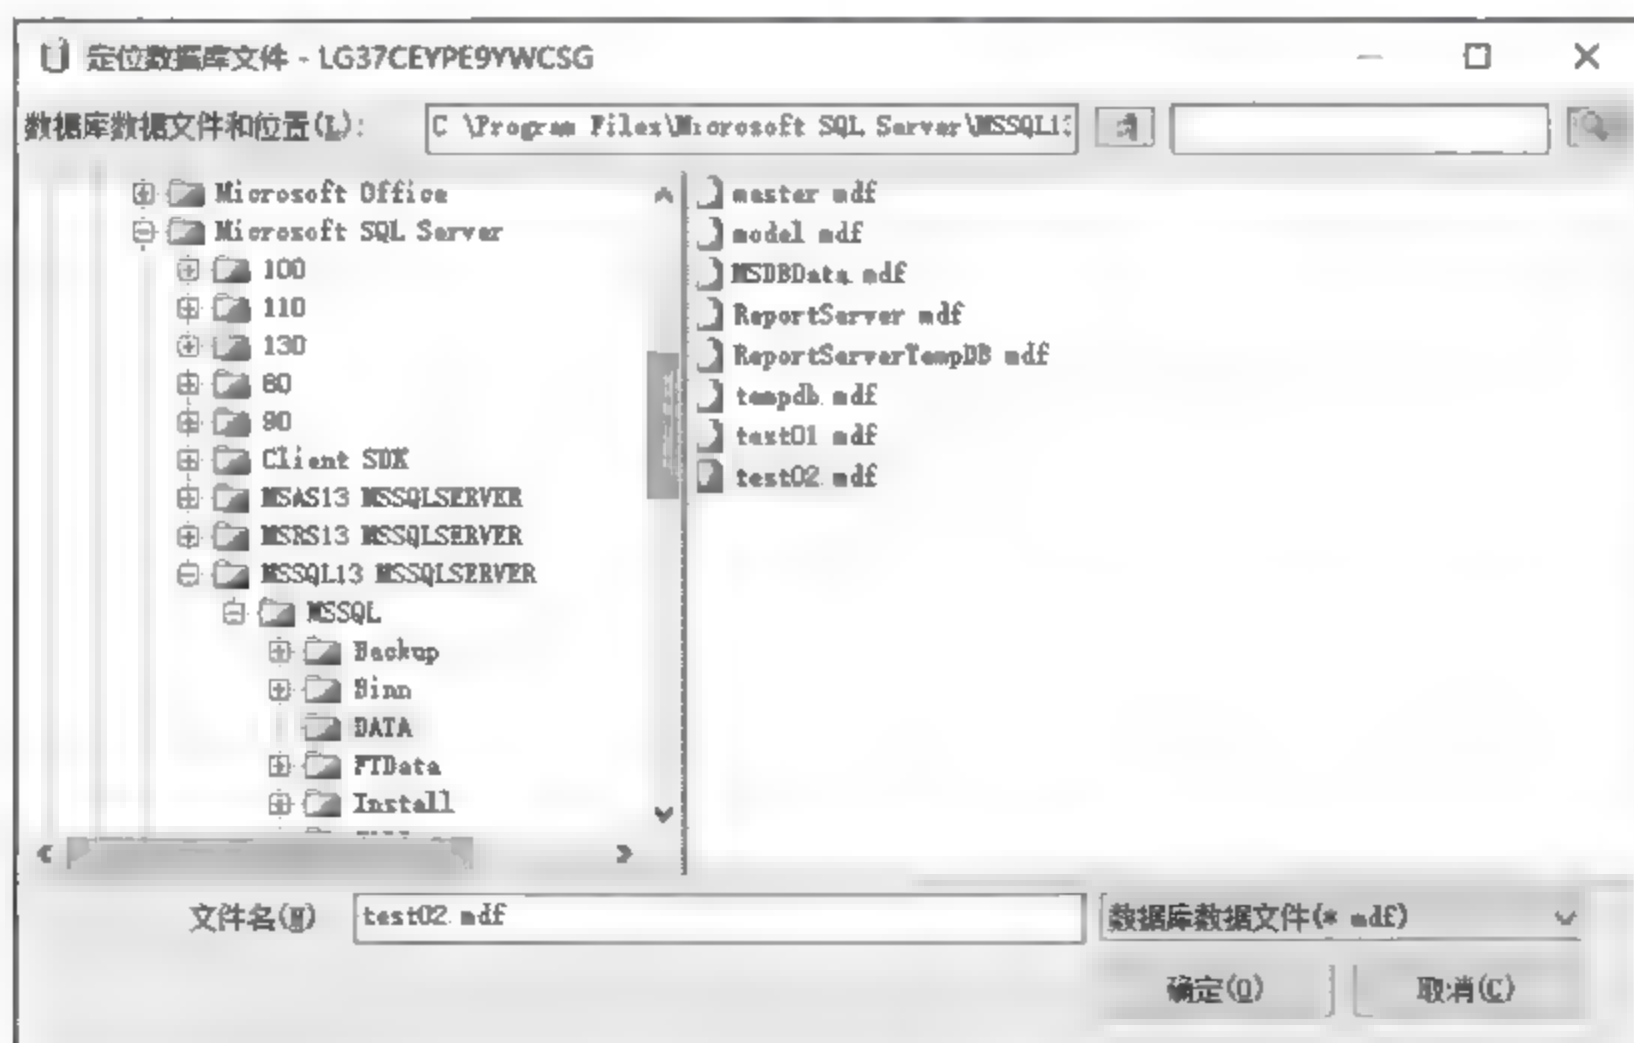 定位数据库文件 - LG37CEYPE9YWCSG
数据库数据文件和位置(L):
C \Program Files\Microsoft SQL Server\MSSQL13
Microsoft Office
Microsoft SQL Server
100
110
130
80
90
Client SDK
MSAS13 MSSQLSERVER
MSRS13 MSSQLSERVER
MSSQL13 MSSQLSERVER
MSSQL
Backup
Binn
DATA
FTData
Install
master mdf
model mdf
MSDBData mdf
ReportServer mdf
ReportServerTempDB mdf
tempdb.mdf
test01 mdf
test02.mdf
文件名(N)
test02.mdf
数据库数据文件(* mdf)
确定(O)
取消(C)